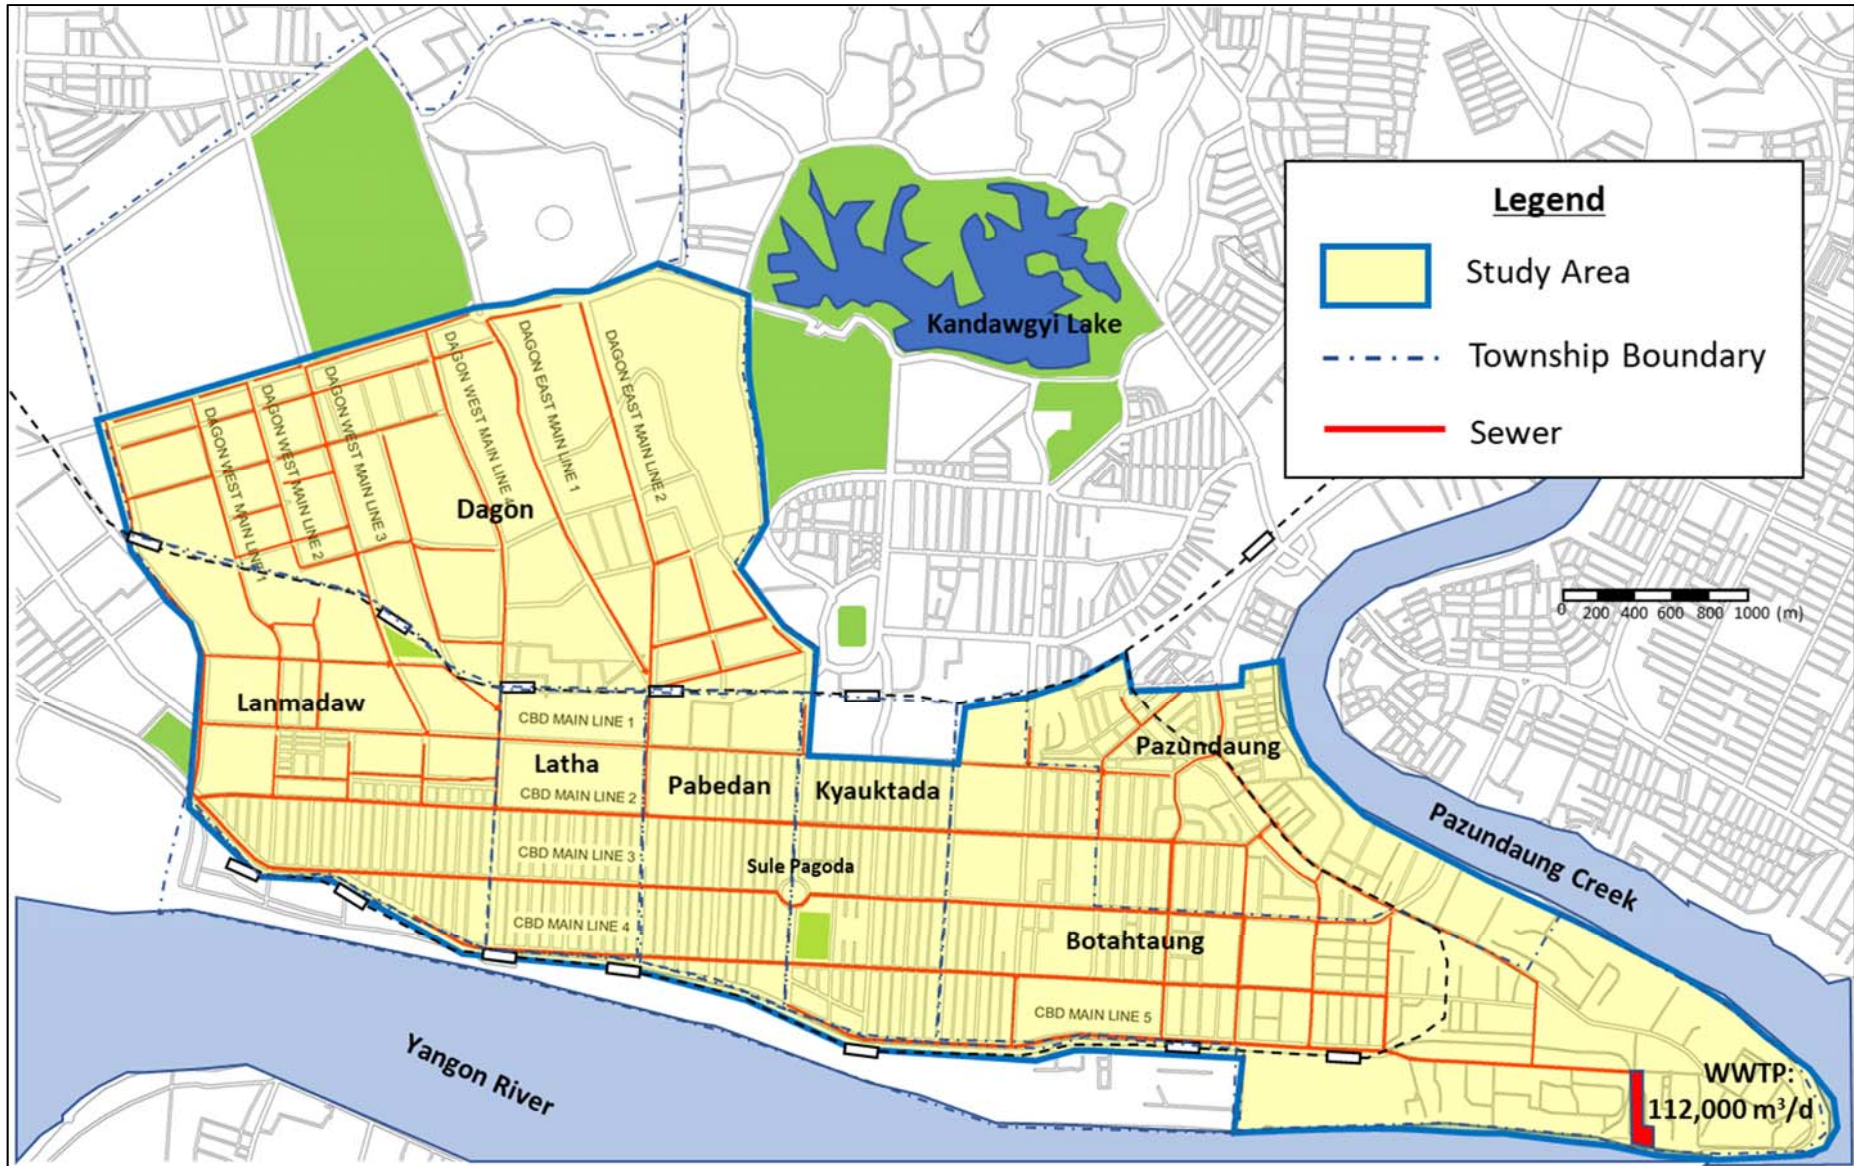 Legend
Study Area
Township Boundary
Sewer
Kandawgyi Lake
DAGON WEST MAIN LINE 1
DAGON WEST MAIN LINE 2
DAGON WEST MAIN LINE 3
DAGON WEST MAIN LINE 4
DAGON EAST MAIN LINE 1
DAGON EAST MAIN LINE 2
Dagon
0 200 400 600 800 1000 (m)
Lanmadaw
CBD MAIN LINE 1
Latha
CBD MAIN LINE 2
Pabedan
Kyauktada
Pazundaung
Pazundaung Creek
CBD MAIN LINE 3
Sule Pagoda
CBD MAIN LINE 4
Botahtaung
CBD MAIN LINE 5
Yangon River
WWTP:
112,000 m³/d